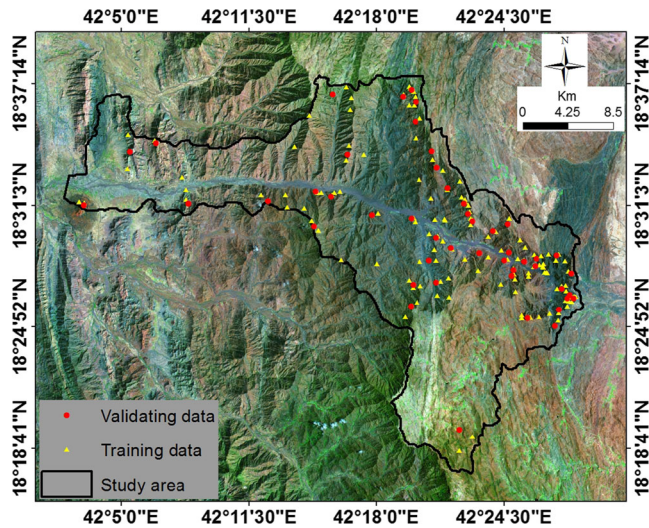 42°5'0"E 42°11'30"E 42°18'0"E 42°24'30"E
N
Km
0 4.25 8.5
18°37'14"N 18°37'14"N
18°31'3"N 18°31'3"N
18°24'52"N 18°24'52"N
18°18'41"N 18°18'41"N
Validating data
Training data
Study area
42°5'0"E 42°11'30"E 42°18'0"E 42°24'30"E